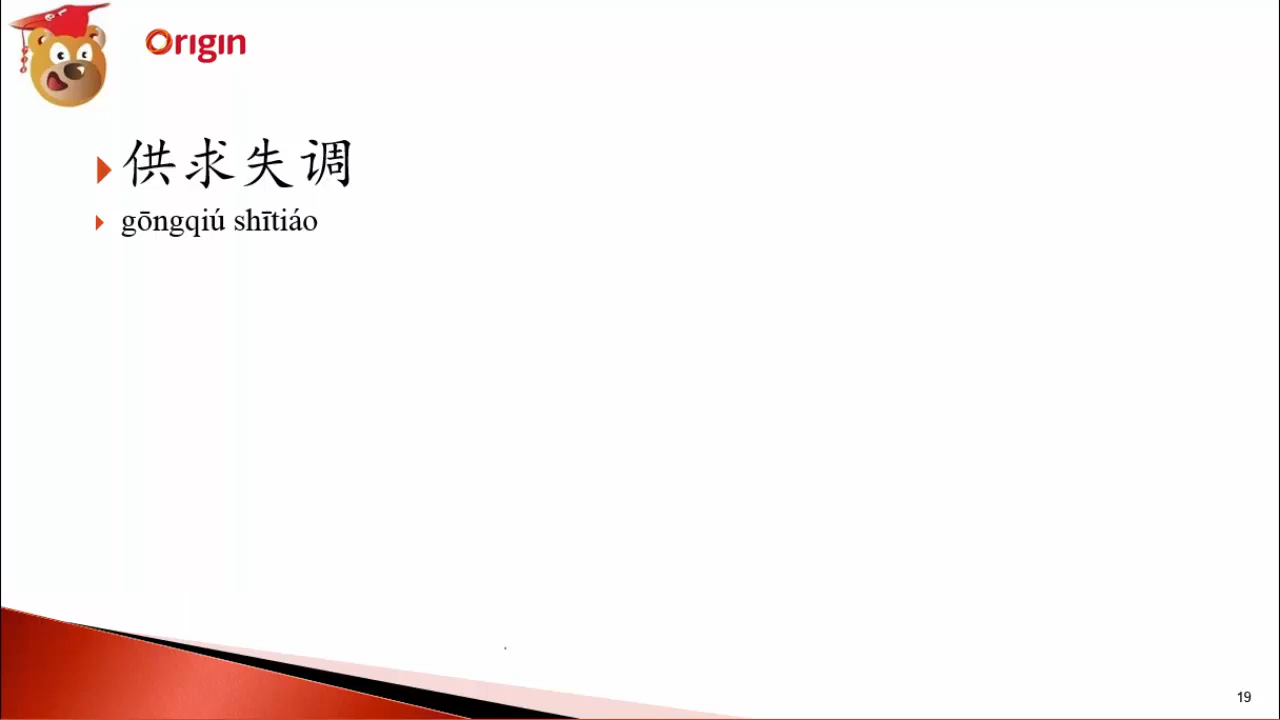 Origin
供求失调
gōngqiú shītiáo
19